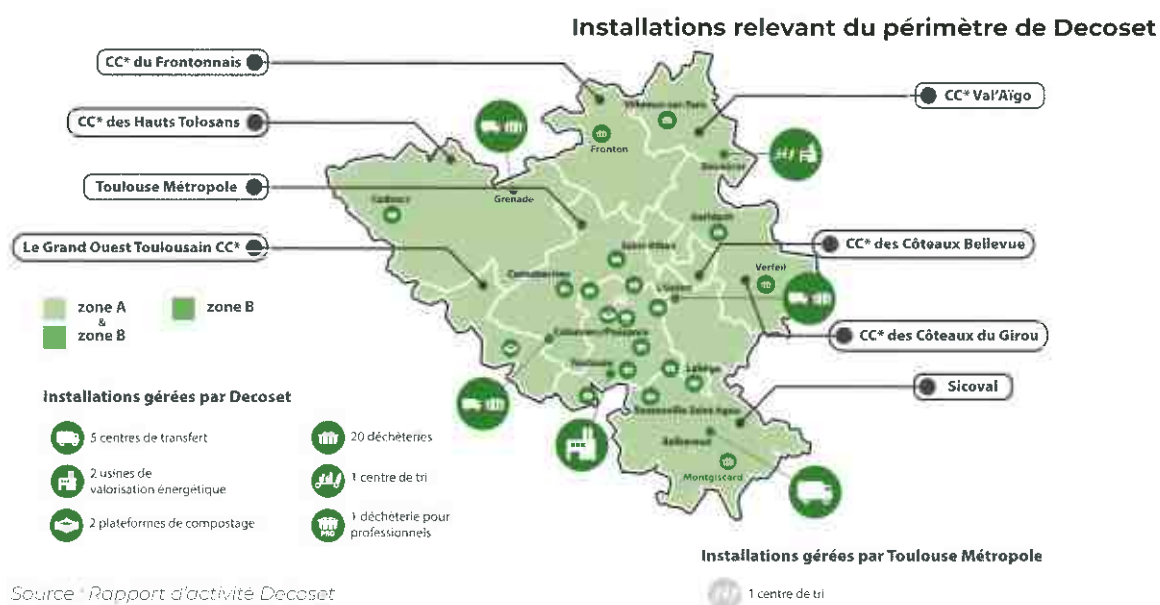 Installations relevant du périmètre de Decoset
CC* du Frontonnais
CC* Val'Aïgo
CC* des Hauts Tolosans
Toulouse Métropole
Le Grand Ouest Toulousain CC*
CC* des Côteaux Bellevue
CC* des Côteaux du Girou
Sicoval
Fronton
Grenade
Cadours
Verfeil
L'Union
Labège
Montgiscard
zone A
&
zone B
zone B
Installations gérées par Decoset
5 centres de transfert
2 usines de
valorisation énergétique
2 plateformes de compostage
20 déchèteries
1 centre de tri
1 déchèterie pour
professionnels
PRO
Installations gérées par Toulouse Métropole
1 centre de tri
Source : Rapport d'activité Decoset